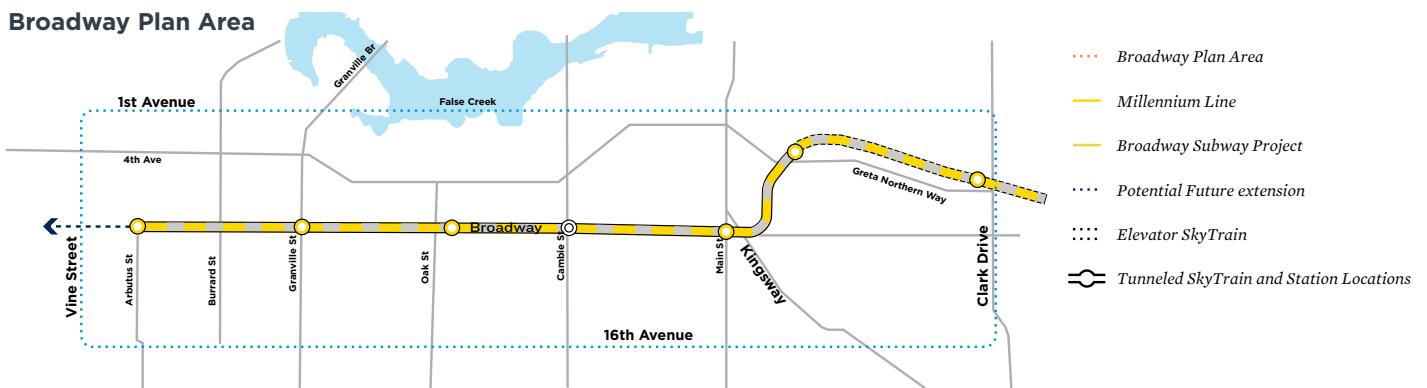 Broadway Plan Area
1st Avenue
Granville Br
False Creek
4th Ave
Greta Northern Way
Broadway
Vine Street
Arbutus St
Burrard St
Granville St
Oak St
Cambie St
Main St
Kingsway
Clark Drive
16th Avenue
Broadway Plan Area
Millennium Line
Broadway Subway Project
Potential Future extension
Elevator SkyTrain
Tunneled SkyTrain and Station Locations